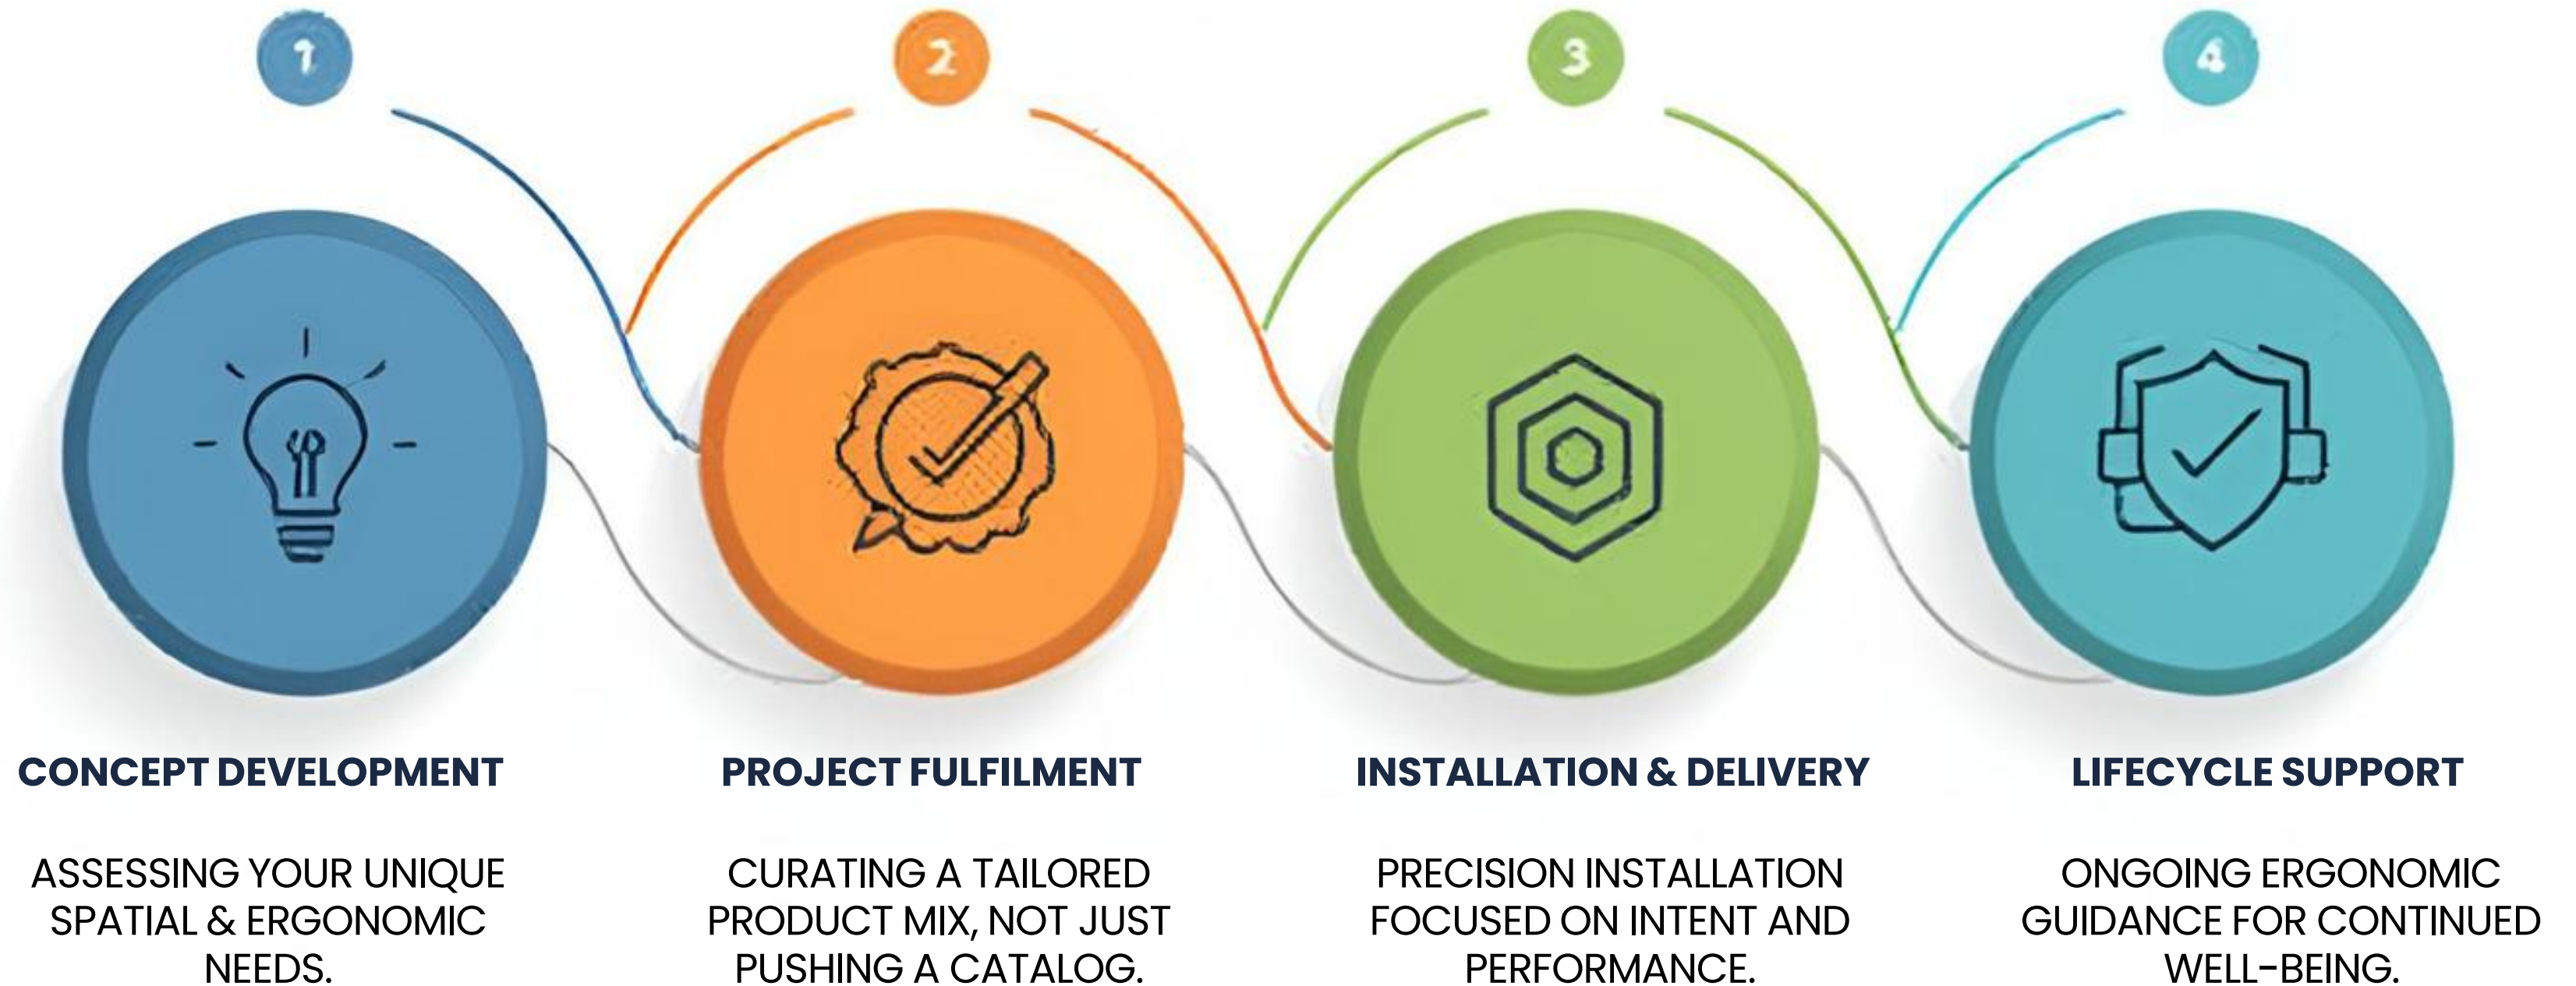 1
2
3
4
CONCEPT DEVELOPMENT
ASSESSING YOUR UNIQUE
SPATIAL & ERGONOMIC
NEEDS.
PROJECT FULFILMENT
CURATING A TAILORED
PRODUCT MIX, NOT JUST
PUSHING A CATALOG.
INSTALLATION & DELIVERY
PRECISION INSTALLATION
FOCUSED ON INTENT AND
PERFORMANCE.
LIFECYCLE SUPPORT
ONGOING ERGONOMIC
GUIDANCE FOR CONTINUED
WELL-BEING.